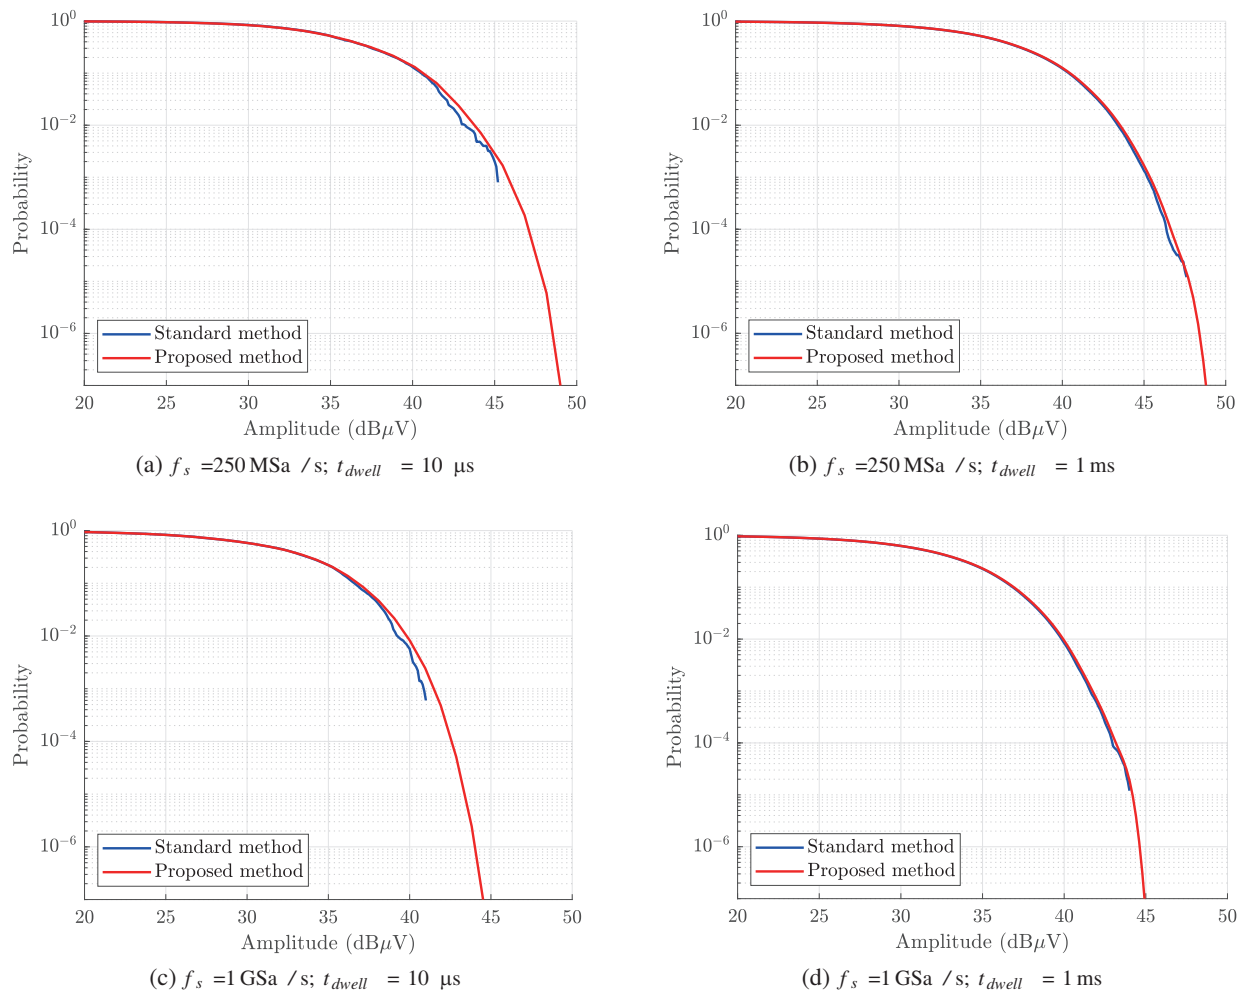 10^0
10^-2
10^-4
10^-6
Probability
20 25 30 35 40 45 50
Amplitude (dBμV)
Standard method
Proposed method
(a) f_s =250 MSa / s; t_dwell = 10 μs
10^0
10^-2
10^-4
10^-6
Probability
20 25 30 35 40 45 50
Amplitude (dBμV)
Standard method
Proposed method
(b) f_s =250 MSa / s; t_dwell = 1 ms
10^0
10^-2
10^-4
10^-6
Probability
20 25 30 35 40 45 50
Amplitude (dBμV)
Standard method
Proposed method
(c) f_s =1 GSa / s; t_dwell = 10 μs
10^0
10^-2
10^-4
10^-6
Probability
20 25 30 35 40 45 50
Amplitude (dBμV)
Standard method
Proposed method
(d) f_s =1 GSa / s; t_dwell = 1 ms